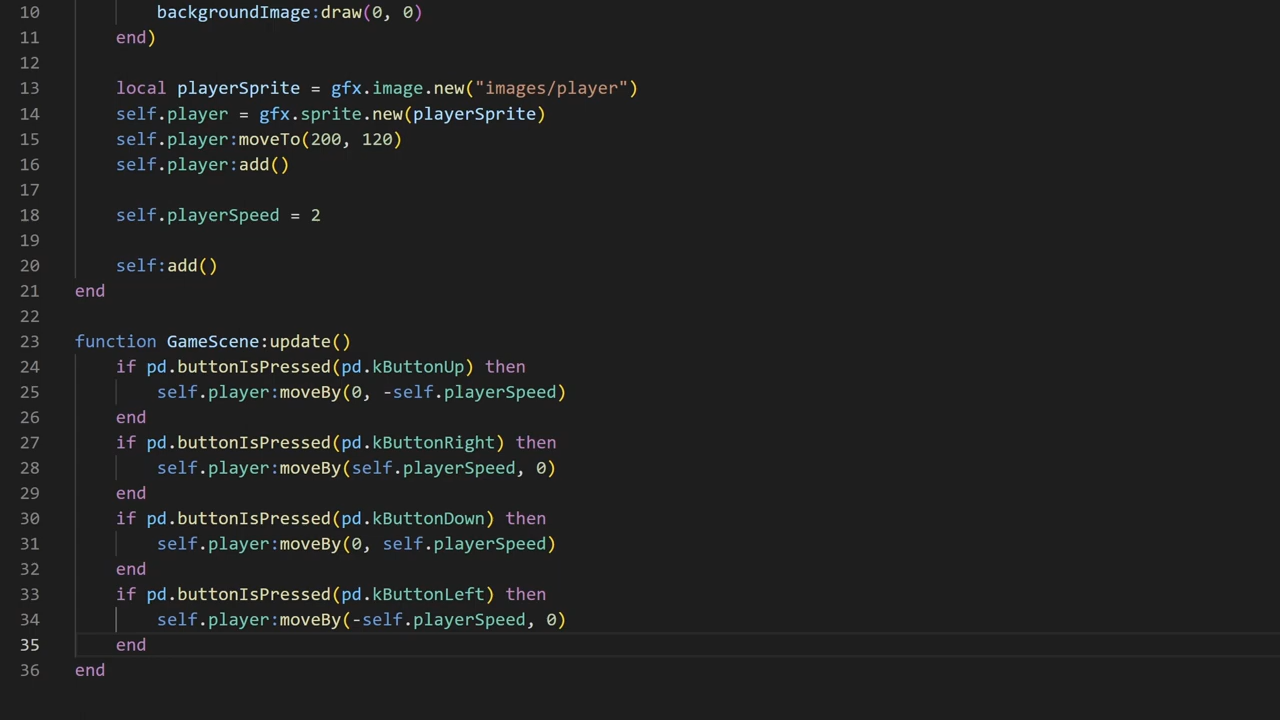 10 backgroundImage:draw(0, 0)
11 end)
12
13 local playerSprite = gfx.image.new("images/player")
14 self.player = gfx.sprite.new(playerSprite)
15 self.player:moveTo(200, 120)
16 self.player:add()
17
18 self.playerSpeed = 2
19
20 self:add()
21 end
22
23 function GameScene:update()
24 if pd.buttonIsPressed(pd.kButtonUp) then
25 self.player:moveBy(0, -self.playerSpeed)
26 end
27 if pd.buttonIsPressed(pd.kButtonRight) then
28 self.player:moveBy(self.playerSpeed, 0)
29 end
30 if pd.buttonIsPressed(pd.kButtonDown) then
31 self.player:moveBy(0, self.playerSpeed)
32 end
33 if pd.buttonIsPressed(pd.kButtonLeft) then
34 self.player:moveBy(-self.playerSpeed, 0)
35 end
36 end